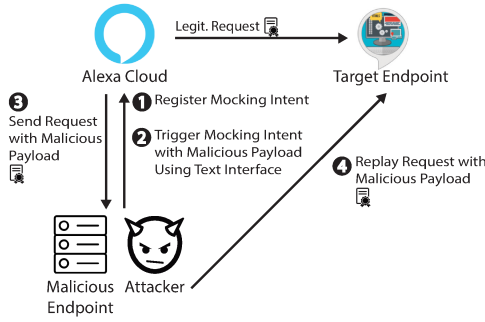 Legit. Request
Alexa Cloud
Target Endpoint
3
Send Request
with Malicious
Payload
1 Register Mocking Intent
2 Trigger Mocking Intent
with Malicious Payload
Using Text Interface
4 Replay Request with
Malicious Payload
Malicious
Endpoint
Attacker